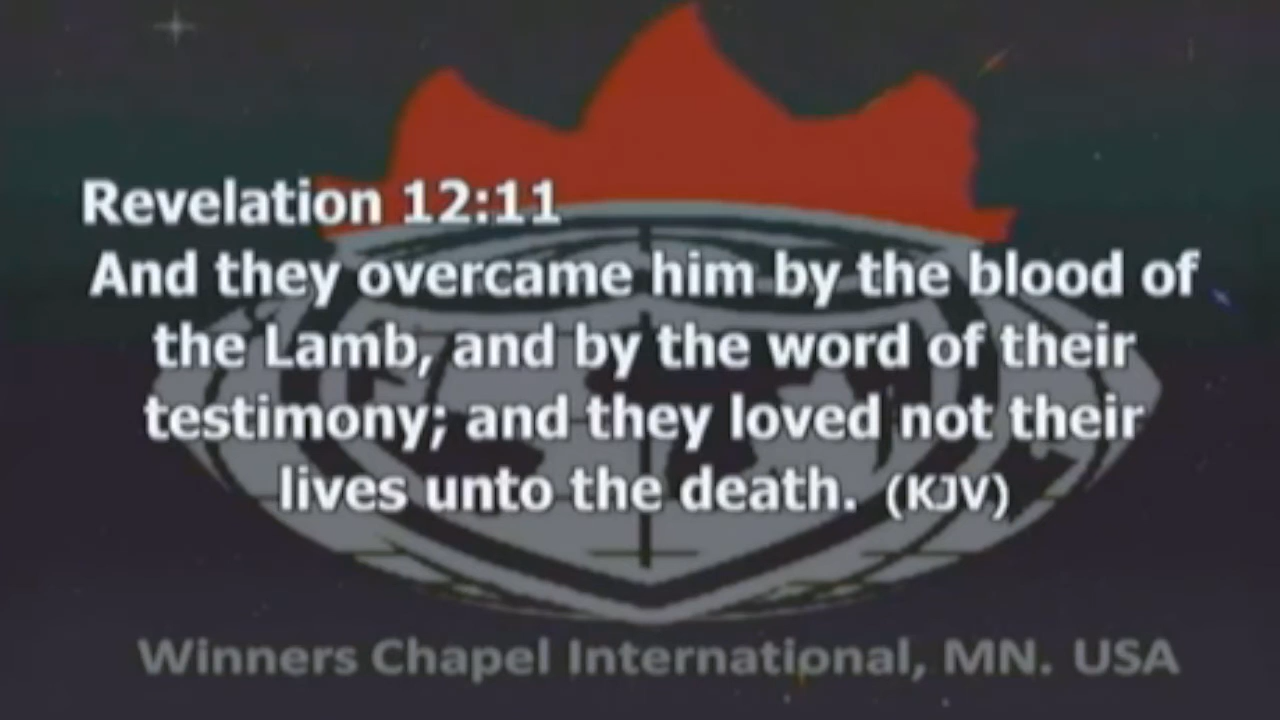 Revelation 12:11
And they overcame him by the blood of
the Lamb, and by the word of their
testimony; and they loved not their
lives unto the death. (KJV)
Winners Chapel International, MN. USA